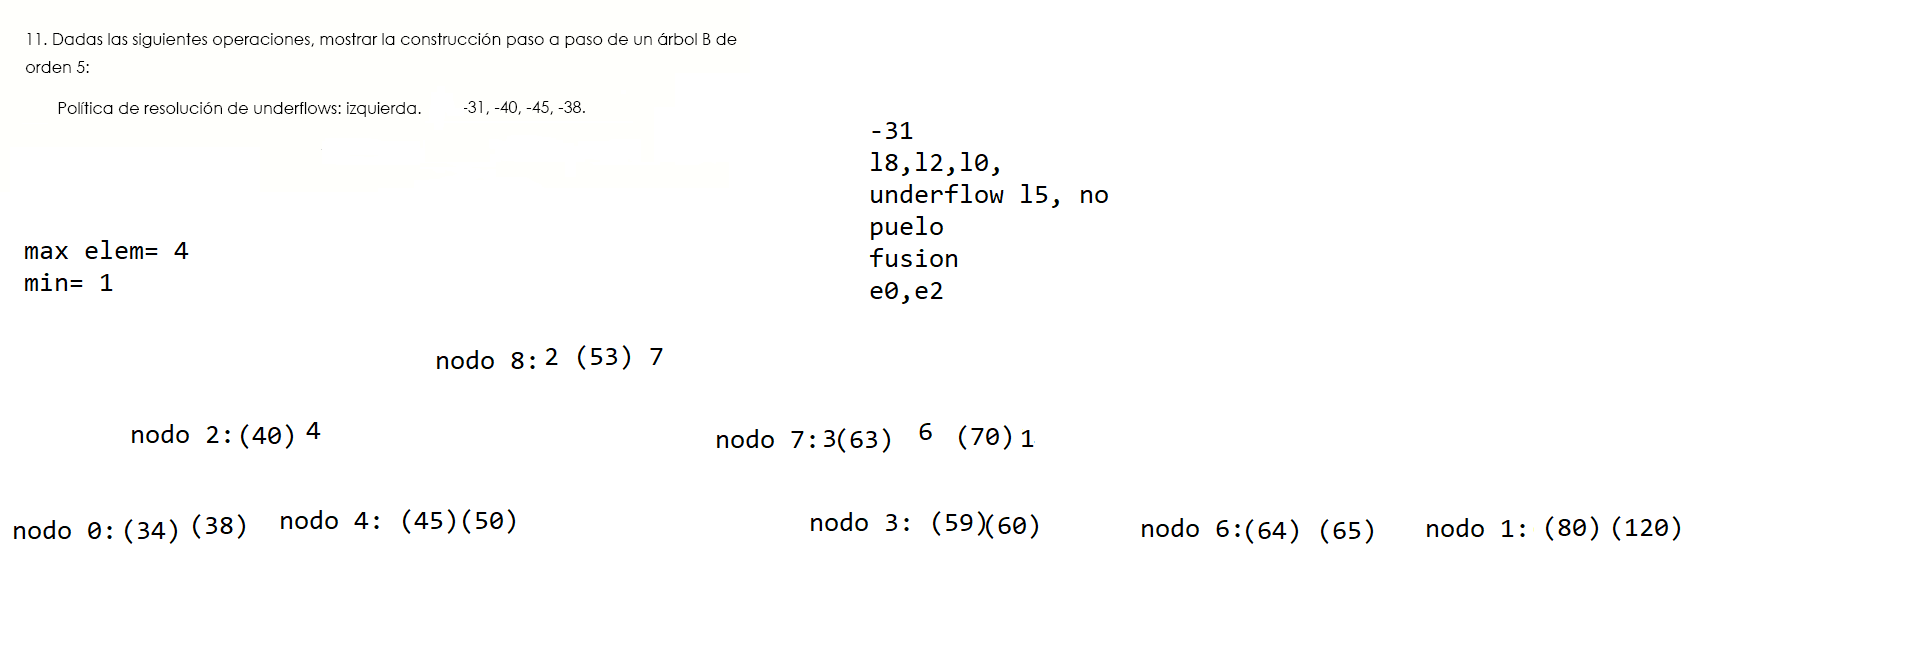 11. Dadas las siguientes operaciones, mostrar la construcción paso a paso de un árbol B de
orden 5:
Política de resolución de underflows: izquierda. -31, -40, -45, -38.
-31
l8,l2,l0,
underflow l5, no
puelo
fusion
e0,e2
max elem= 4
min= 1
nodo 8: 2 (53) 7
nodo 2:(40) 4
nodo 7:3(63) 6 (70) 1
nodo 0:(34) (38) nodo 4: (45)(50) nodo 3: (59)(60) nodo 6:(64) (65) nodo 1: (80) (120)